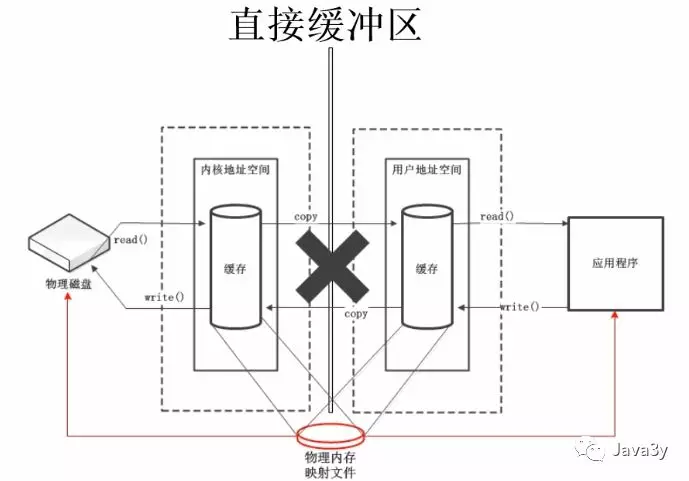 直接缓冲区
内核地址空间
用户地址空间
copy
read()
read()
缓存
缓存
应用程序
物理磁盘
write()
copy
write()
物理内存
映射文件
Java3y